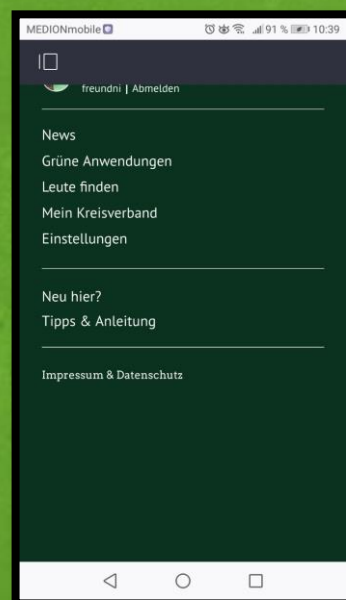 MEDIONmobile 91 % 10:39
freundni | Abmelden
News
Grüne Anwendungen
Leute finden
Mein Kreisverband
Einstellungen
Neu hier?
Tipps & Anleitung
Impressum & Datenschutz